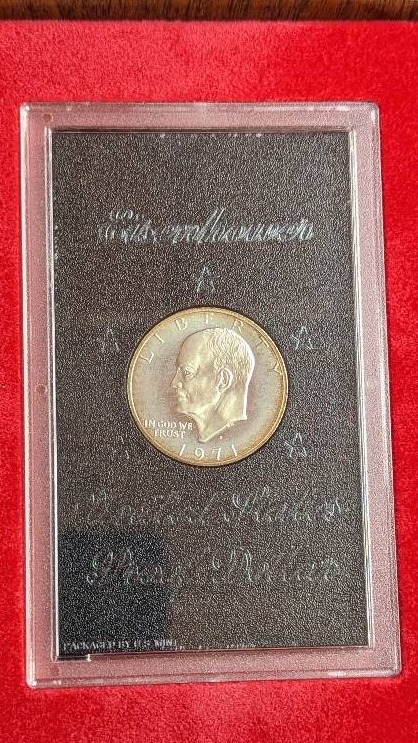 Eisenhower
LIBERTY
IN GOD WE
TRUST
1971
United States
Proof Dollar
PACKAGED BY U.S. MINT